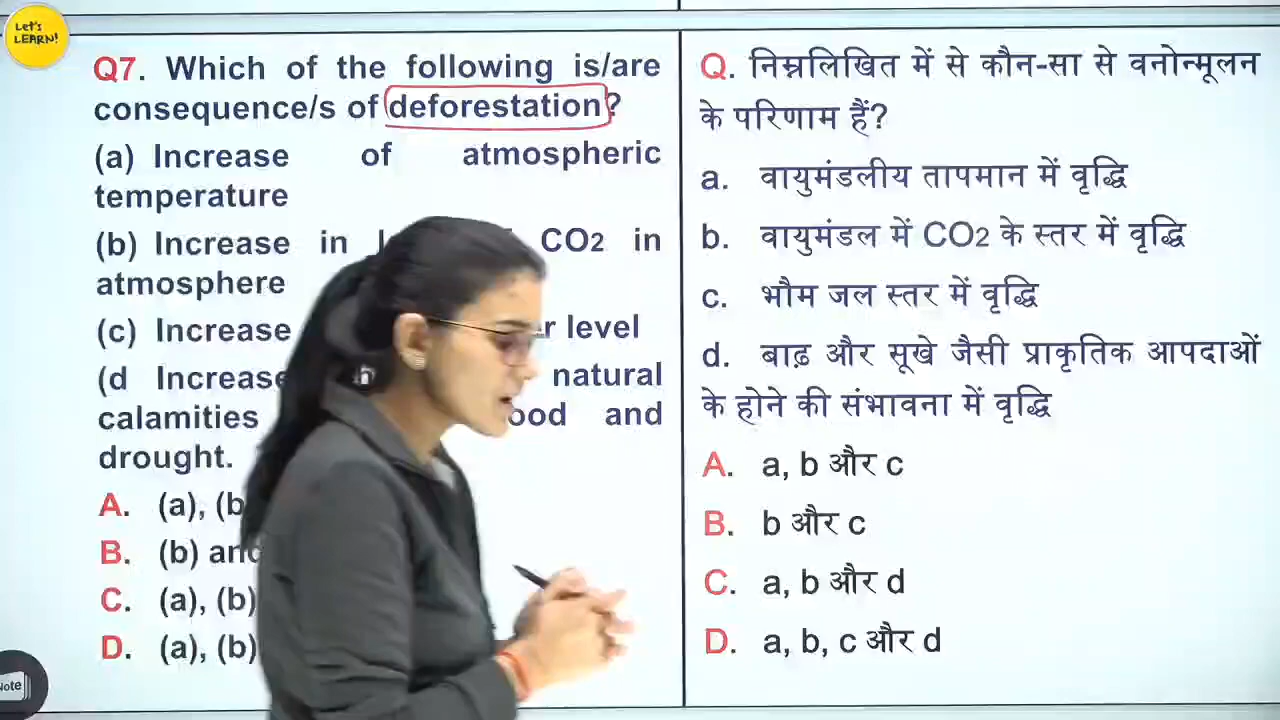 Let's
LEARN!
Q7. Which of the following is/are
consequence/s of deforestation?
(a) Increase of atmospheric
temperature
(b) Increase in CO2 in
atmosphere
(c) Increase level
(d Increase natural
calamities and
drought.
A. (a), (b
B. (b) and
C. (a), (b)
D. (a), (b)
Note
Q. निम्नलिखित में से कौन-सा से वनोन्मूलन
के परिणाम हैं?
a. वायुमंडलीय तापमान में वृद्धि
b. वायुमंडल में CO2 के स्तर में वृद्धि
c. भौम जल स्तर में वृद्धि
d. बाढ़ और सूखे जैसी प्राकृतिक आपदाओं
के होने की संभावना में वृद्धि
A. a, b और c
B. b और c
C. a, b और d
D. a, b, c और d